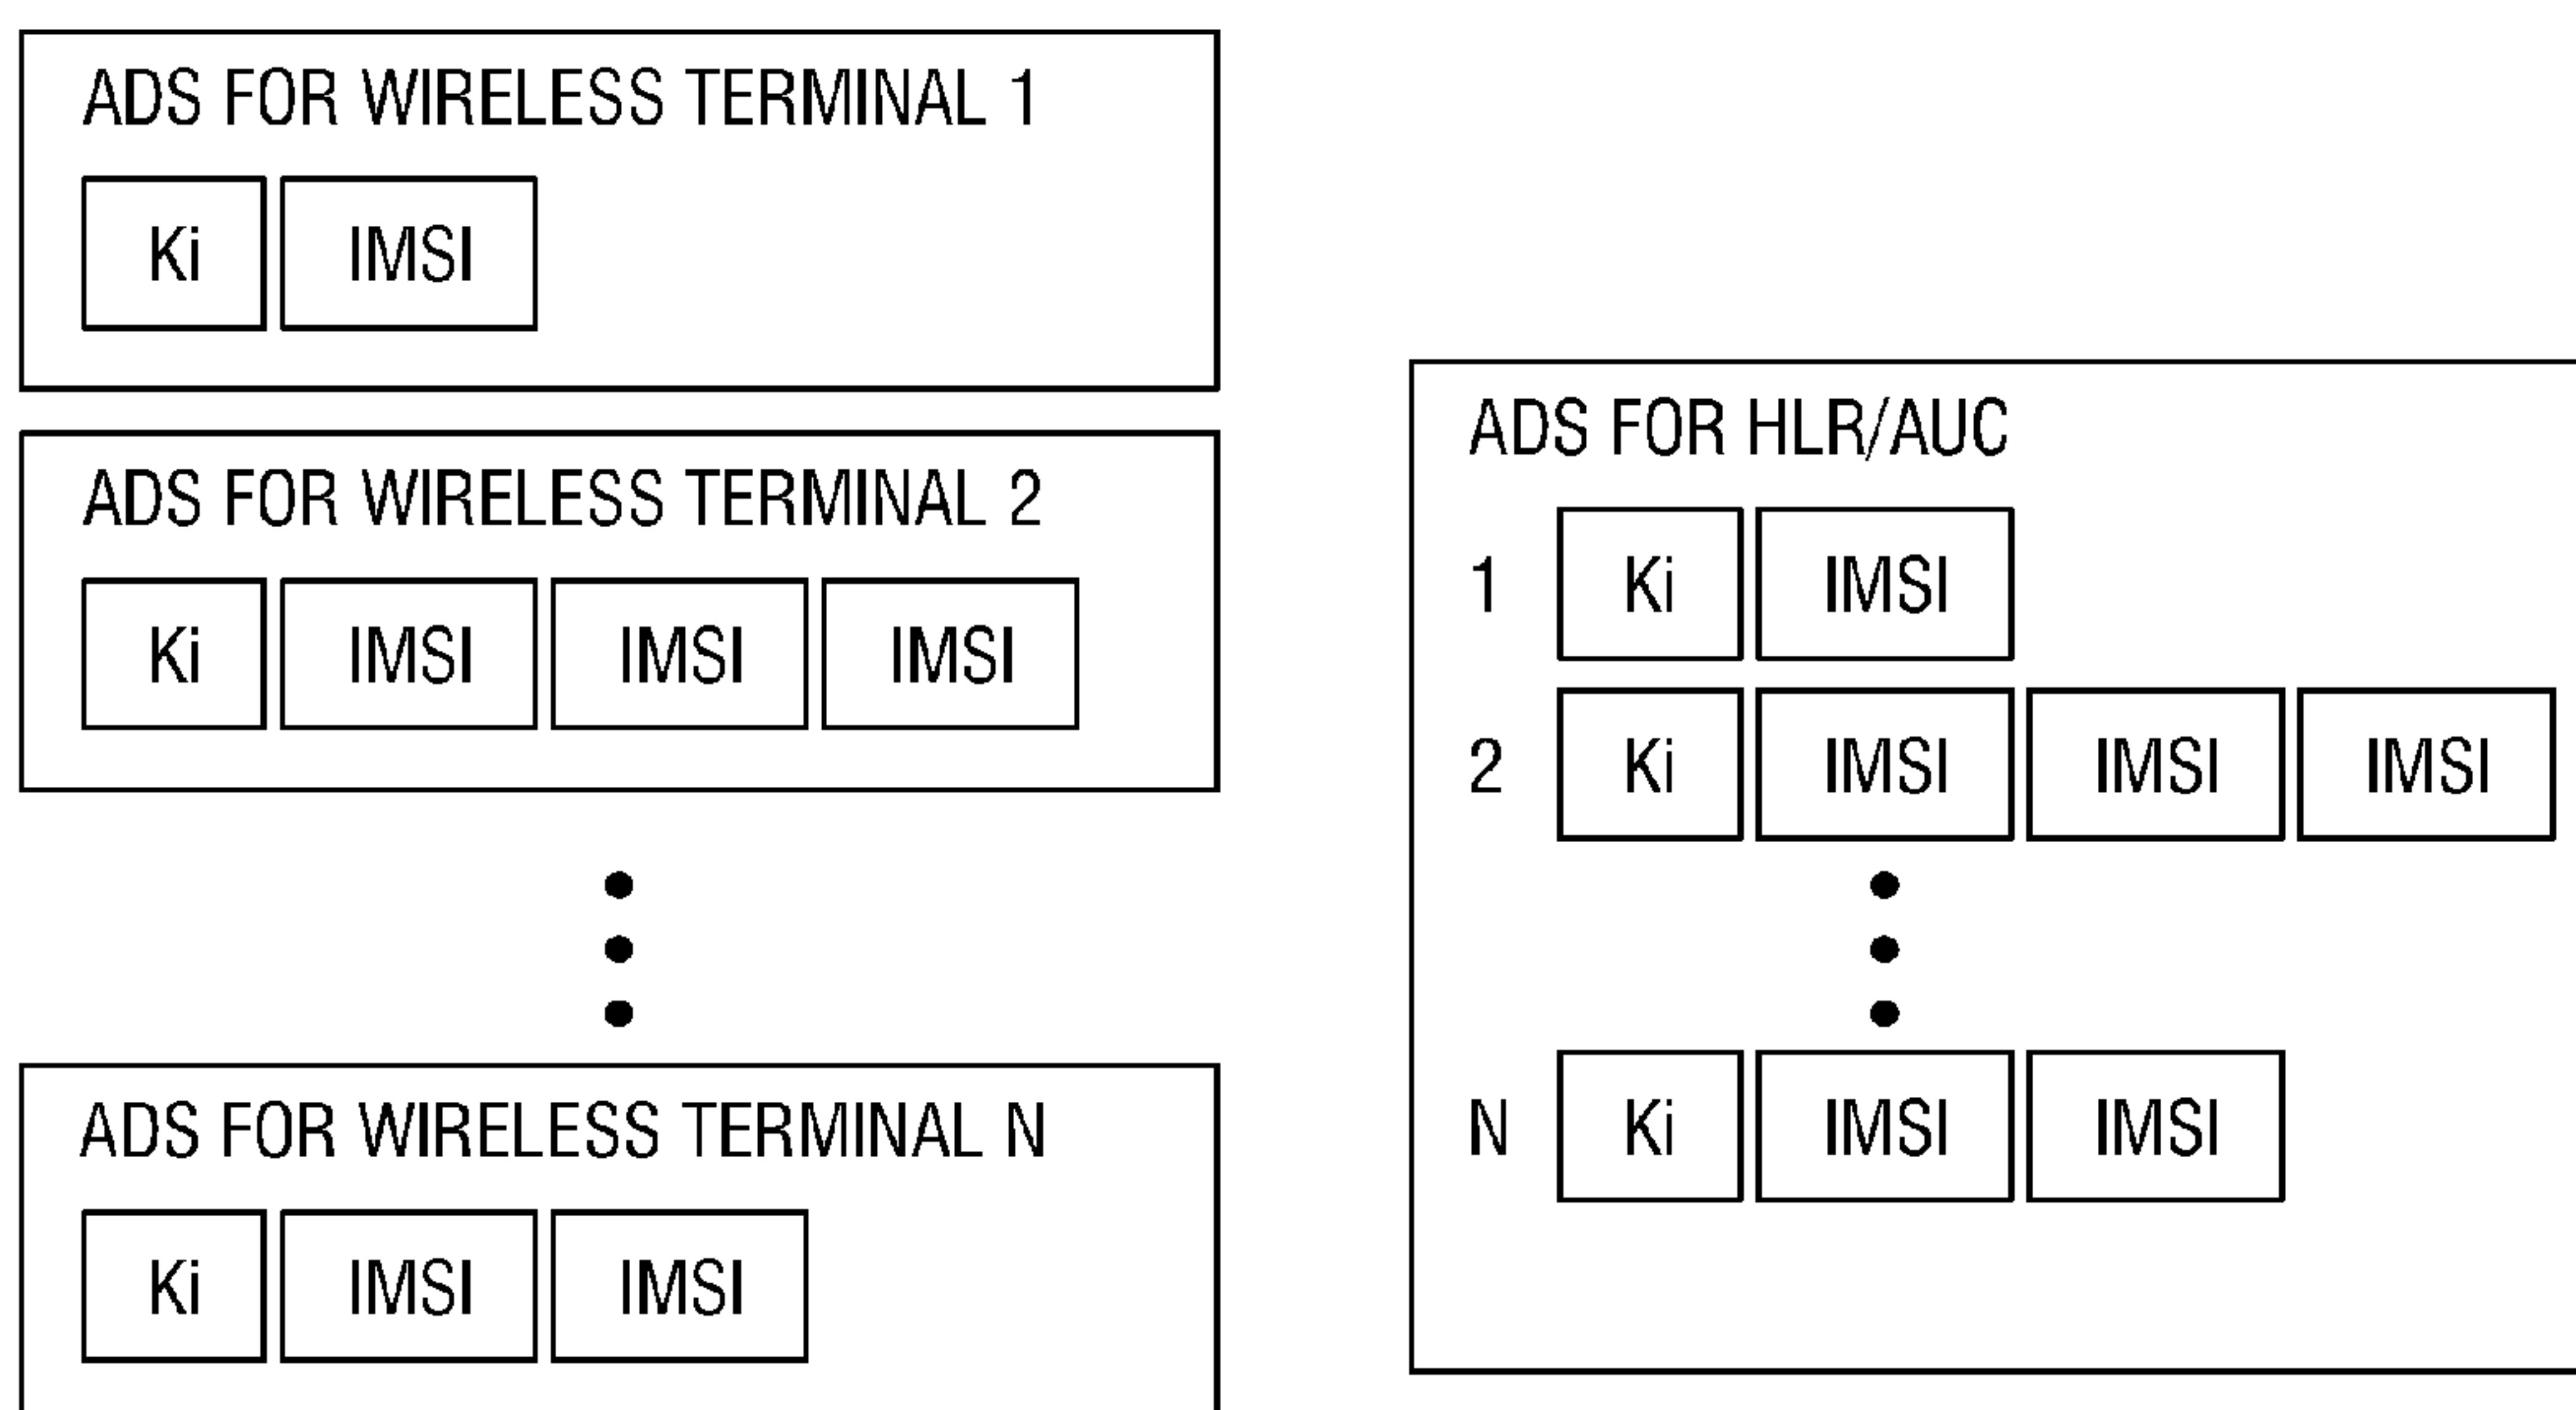 ADS FOR WIRELESS TERMINAL 1
Ki IMSI
ADS FOR WIRELESS TERMINAL 2
Ki IMSI IMSI IMSI
ADS FOR WIRELESS TERMINAL N
Ki IMSI IMSI
ADS FOR HLR/AUC
1 Ki IMSI
2 Ki IMSI IMSI IMSI
N Ki IMSI IMSI